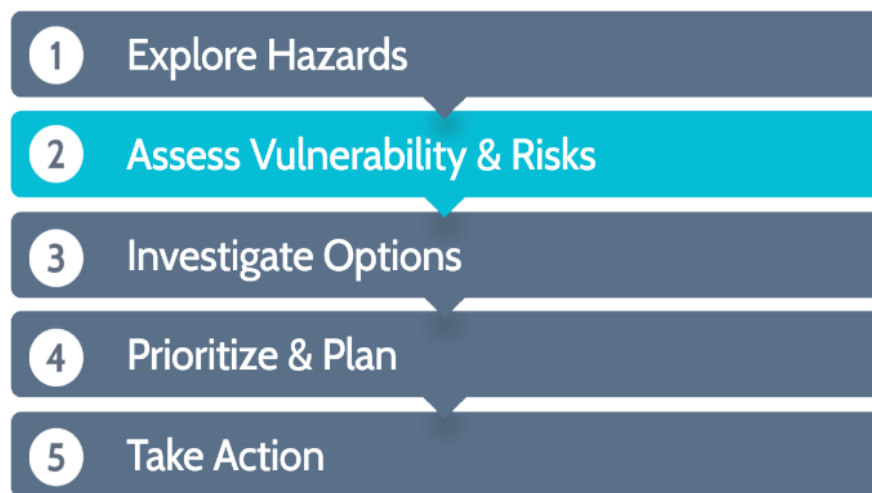 1 Explore Hazards
2 Assess Vulnerability & Risks
3 Investigate Options
4 Prioritize & Plan
5 Take Action